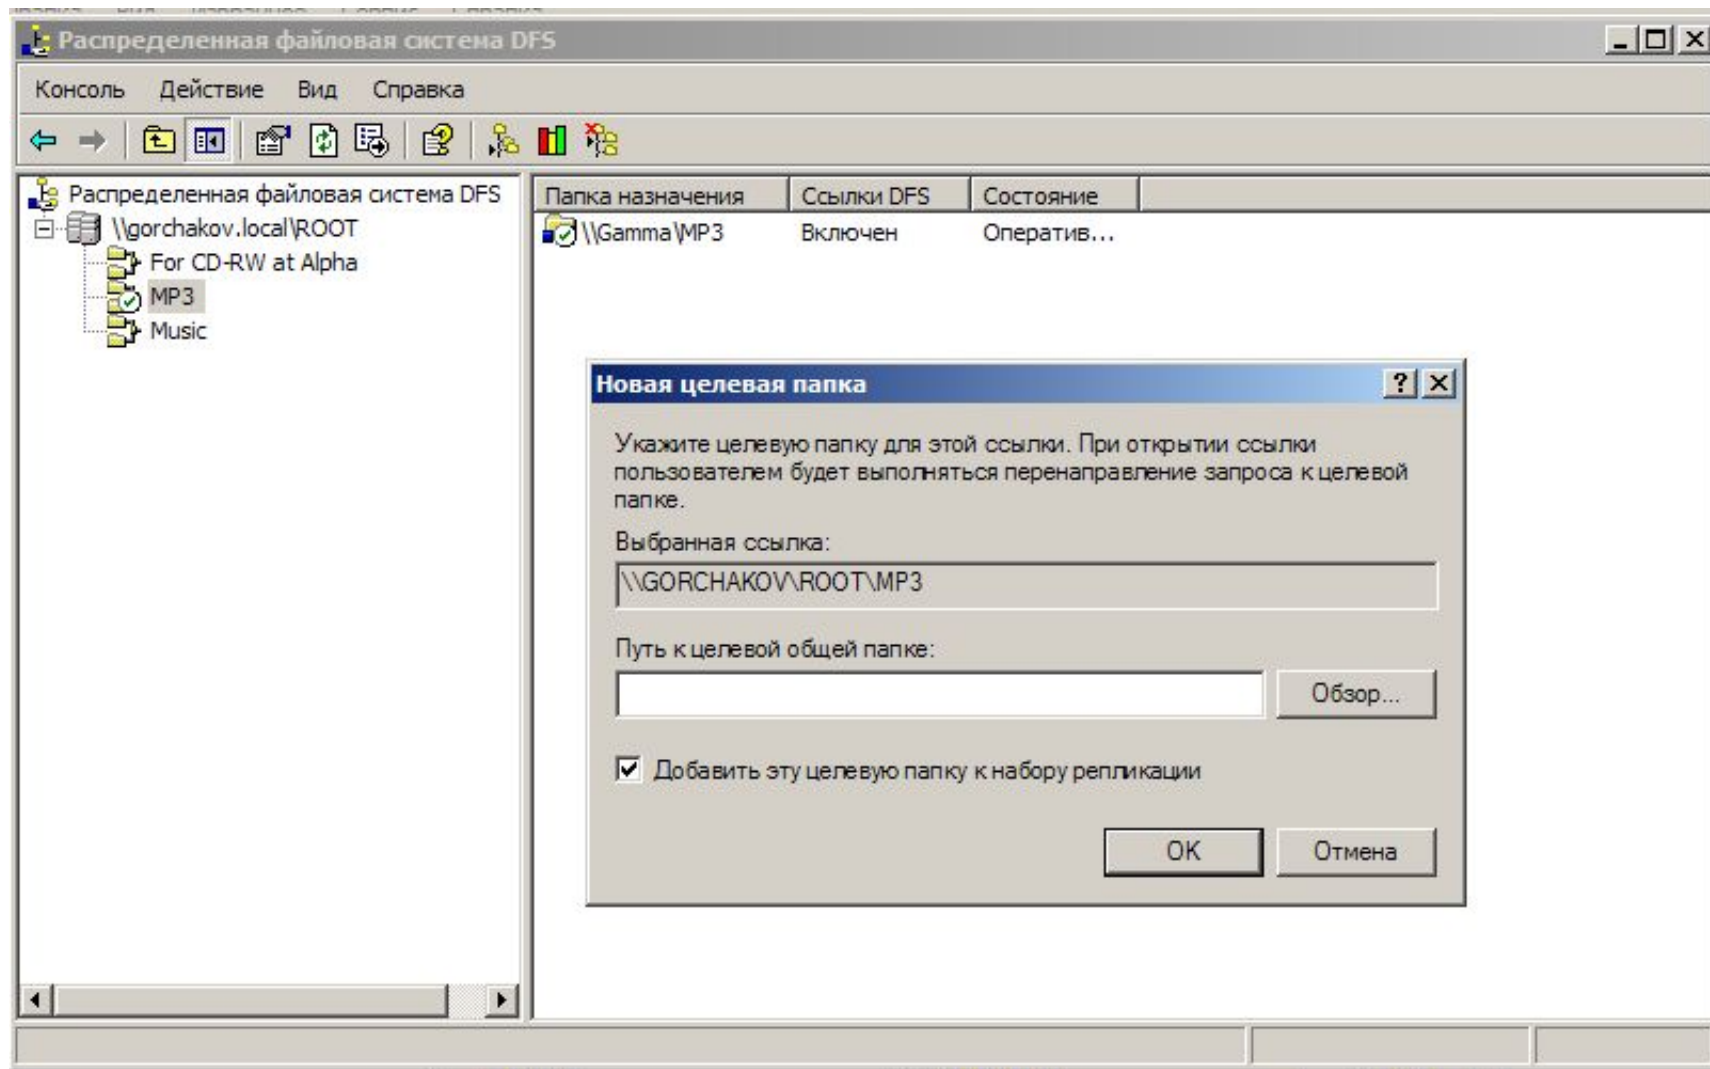 Распределенная файловая система DFS
Консоль Действие Вид Справка
Распределенная файловая система DFS
\\gorchakov.local\ROOT
For CD-RW at Alpha
MP3
Music
Папка назначения Ссылки DFS Состояние
\\Gamma\MP3 Включен Оператив...
Новая целевая папка
Укажите целевую папку для этой ссылки. При открытии ссылки
пользователем будет выполняться перенаправление запроса к целевой
папке.
Выбранная ссылка:
\\GORCHAKOV\ROOT\MP3
Путь к целевой общей папке:
Обзор...
Добавить эту целевую папку к набору репликации
OK Отмена